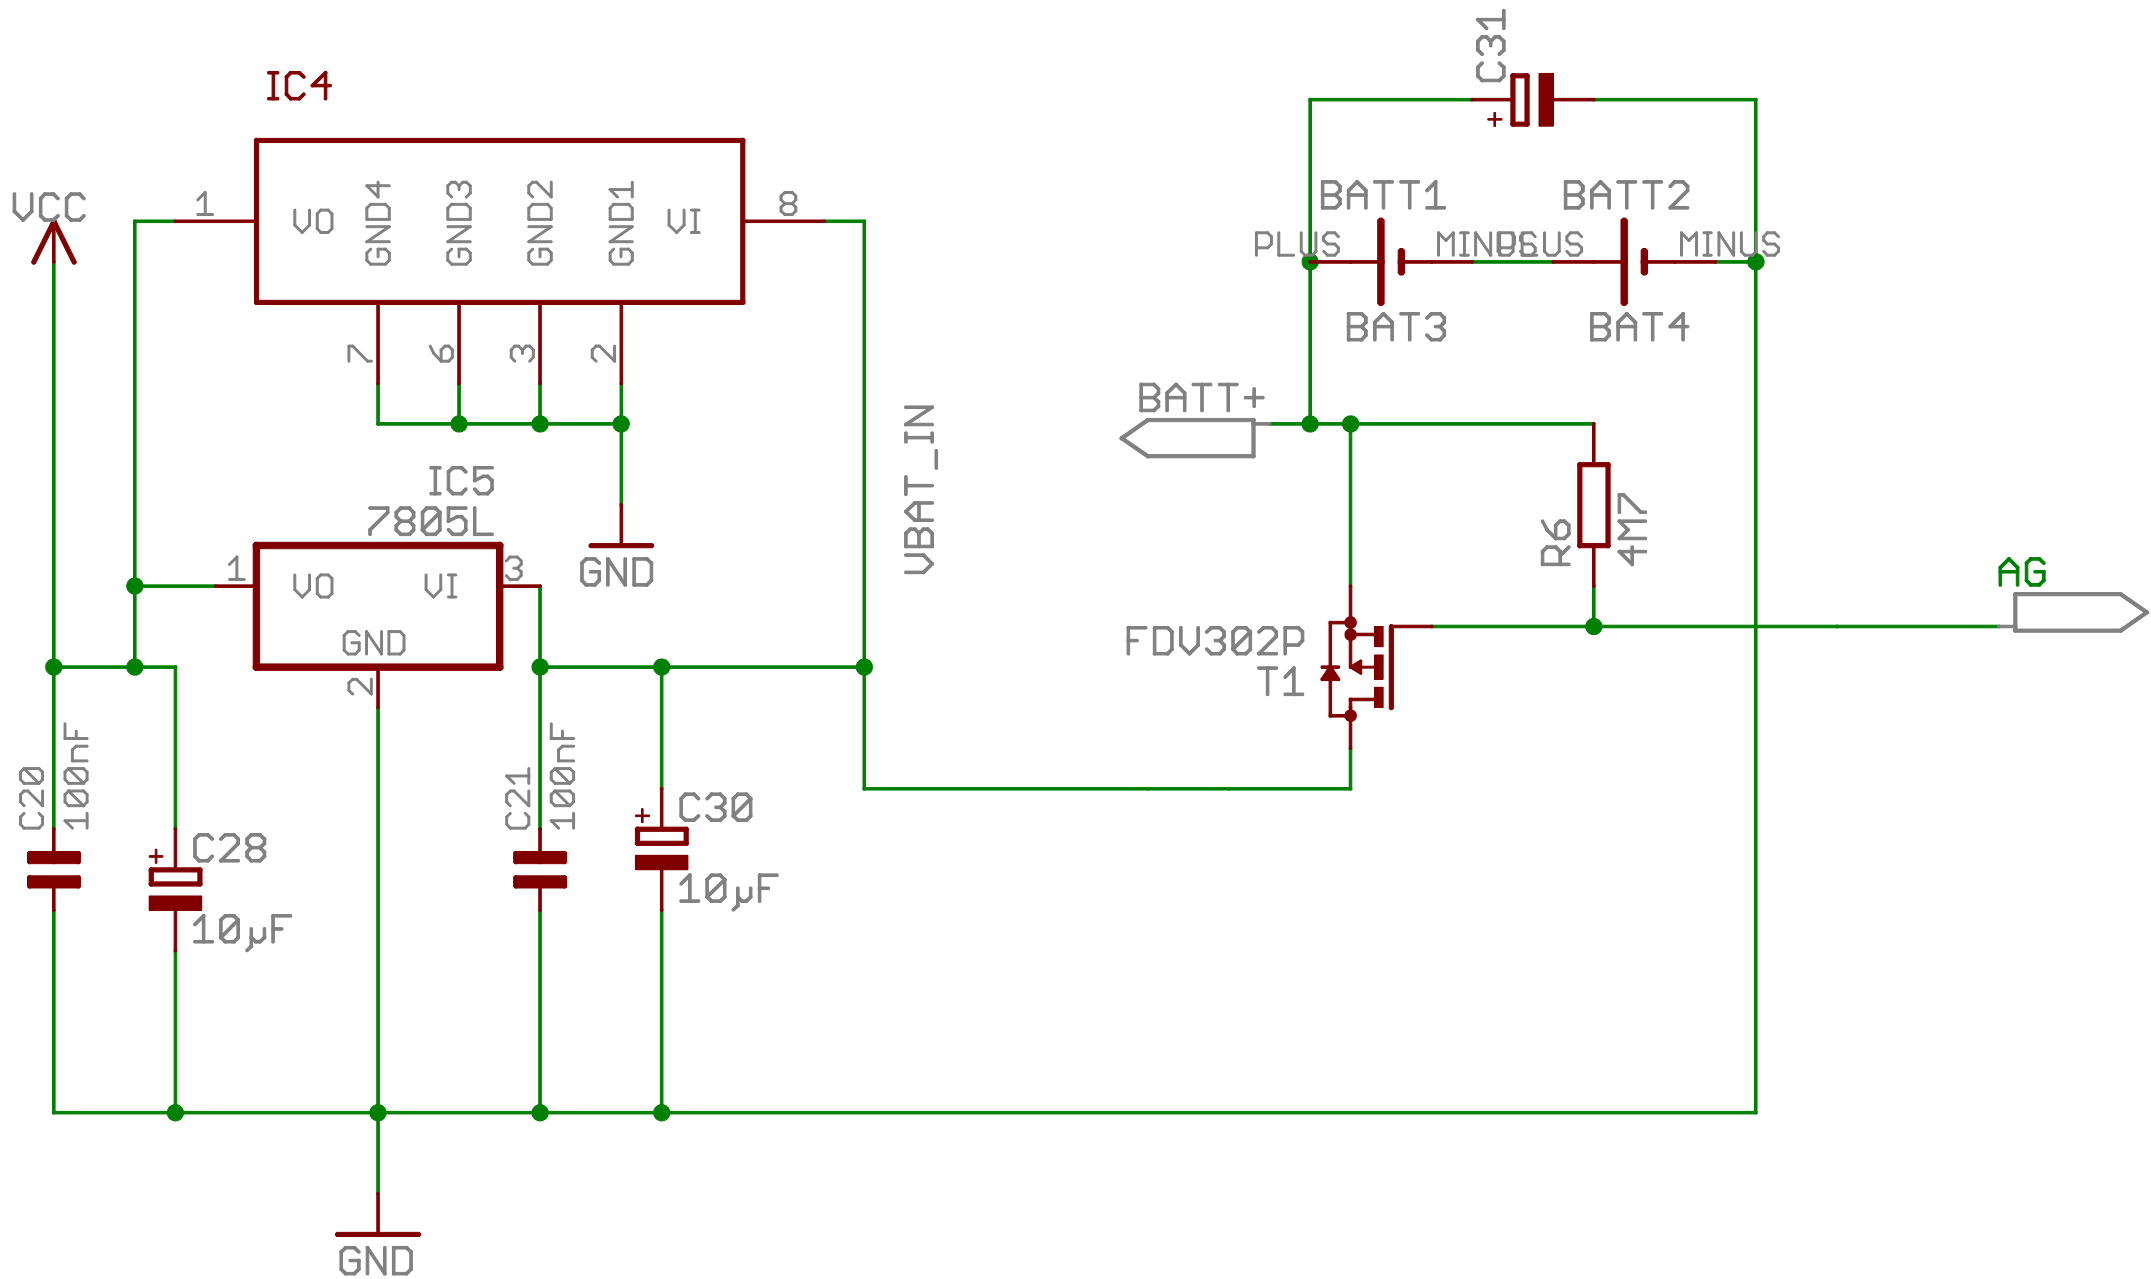 C31
+
IC4
VCC
1
VO
GND4
GND3
GND2
GND1
VI
8
7
6
3
2
BATT1
BATT2
PLUS
MINUS
PLUS
MINUS
BAT3
BAT4
BATT+
VBAT_IN
IC5
7805L
1
VO
VI
3
GND
2
GND
R6
4M7
AG
FDV302P
T1
C20
100nF
+
C28
10µF
C21
100nF
+
C30
10µF
GND